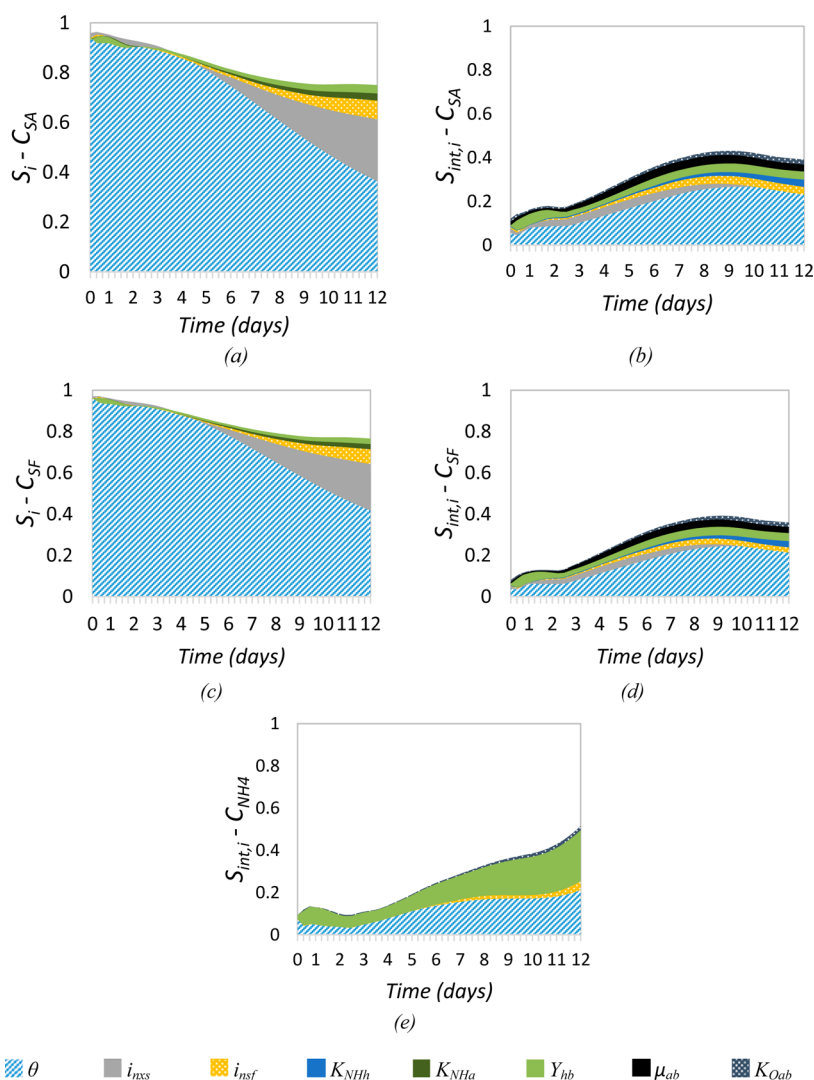 S_i - C_SA
1
0.8
0.6
0.4
0.2
0
0 1 2 3 4 5 6 7 8 9 10 11 12
Time (days)
(a)
S_int,i - C_SA
1
0.8
0.6
0.4
0.2
0
0 1 2 3 4 5 6 7 8 9 10 11 12
Time (days)
(b)
S_i - C_SF
1
0.8
0.6
0.4
0.2
0
0 1 2 3 4 5 6 7 8 9 10 11 12
Time (days)
(c)
S_int,i - C_SF
1
0.8
0.6
0.4
0.2
0
0 1 2 3 4 5 6 7 8 9 10 11 12
Time (days)
(d)
S_int,i - C_NH4
1
0.8
0.6
0.4
0.2
0
0 1 2 3 4 5 6 7 8 9 10 11 12
Time (days)
(e)
θ i_nxs i_nsf K_NHh K_NHa Y_hb μ_ab K_Oab